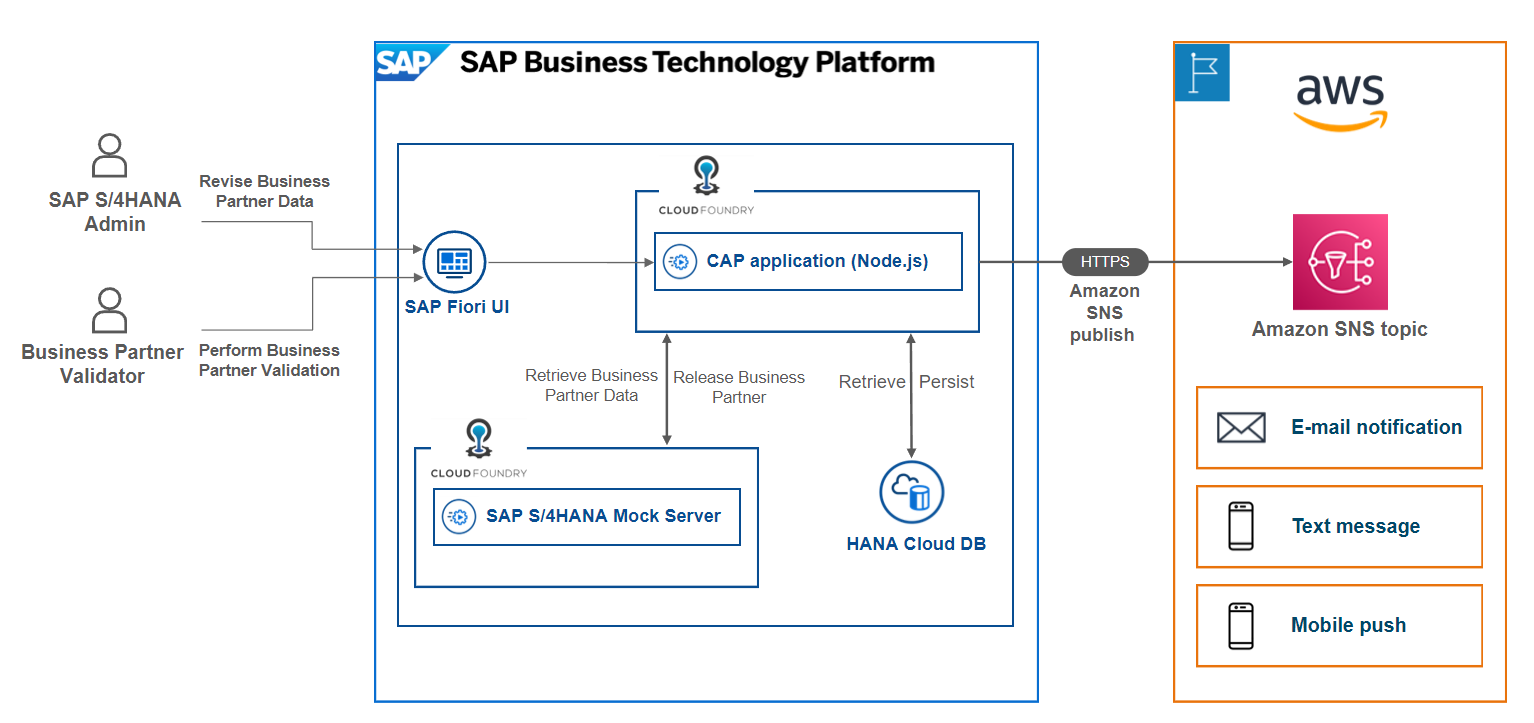 SAP
SAP Business Technology Platform
aws
SAP S/4HANA
Admin
Revise Business
Partner Data
Business Partner
Validator
Perform Business
Partner Validation
SAP Fiori UI
CLOUD FOUNDRY
CAP application (Node.js)
Retrieve Business
Partner Data
Release Business
Partner
Retrieve
Persist
CLOUD FOUNDRY
SAP S/4HANA Mock Server
HANA Cloud DB
HTTPS
Amazon
SNS
publish
Amazon SNS topic
E-mail notification
Text message
Mobile push